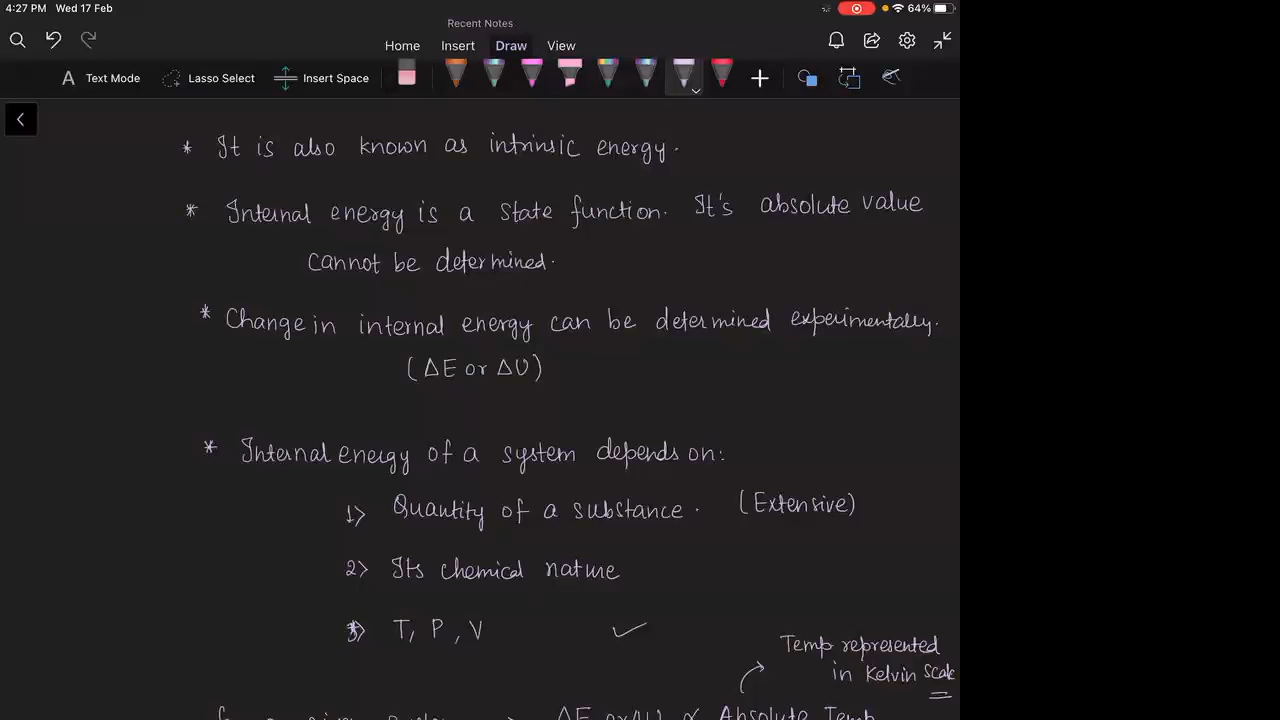 4:27 PM Wed 17 Feb
64%
Recent Notes
Home Insert Draw View
Text Mode Lasso Select Insert Space
* It is also known as intrinsic energy.
* Internal energy is a state function. It's absolute value
cannot be determined.
* Change in internal energy can be determined experimentally.
(ΔE or ΔU)
* Internal energy of a system depends on:
1> Quantity of a substance. (Extensive)
2> Its chemical nature
3> T, P, V
Temp represented
in Kelvin scale
ΔE or ΔU ∝ Absolute Temp